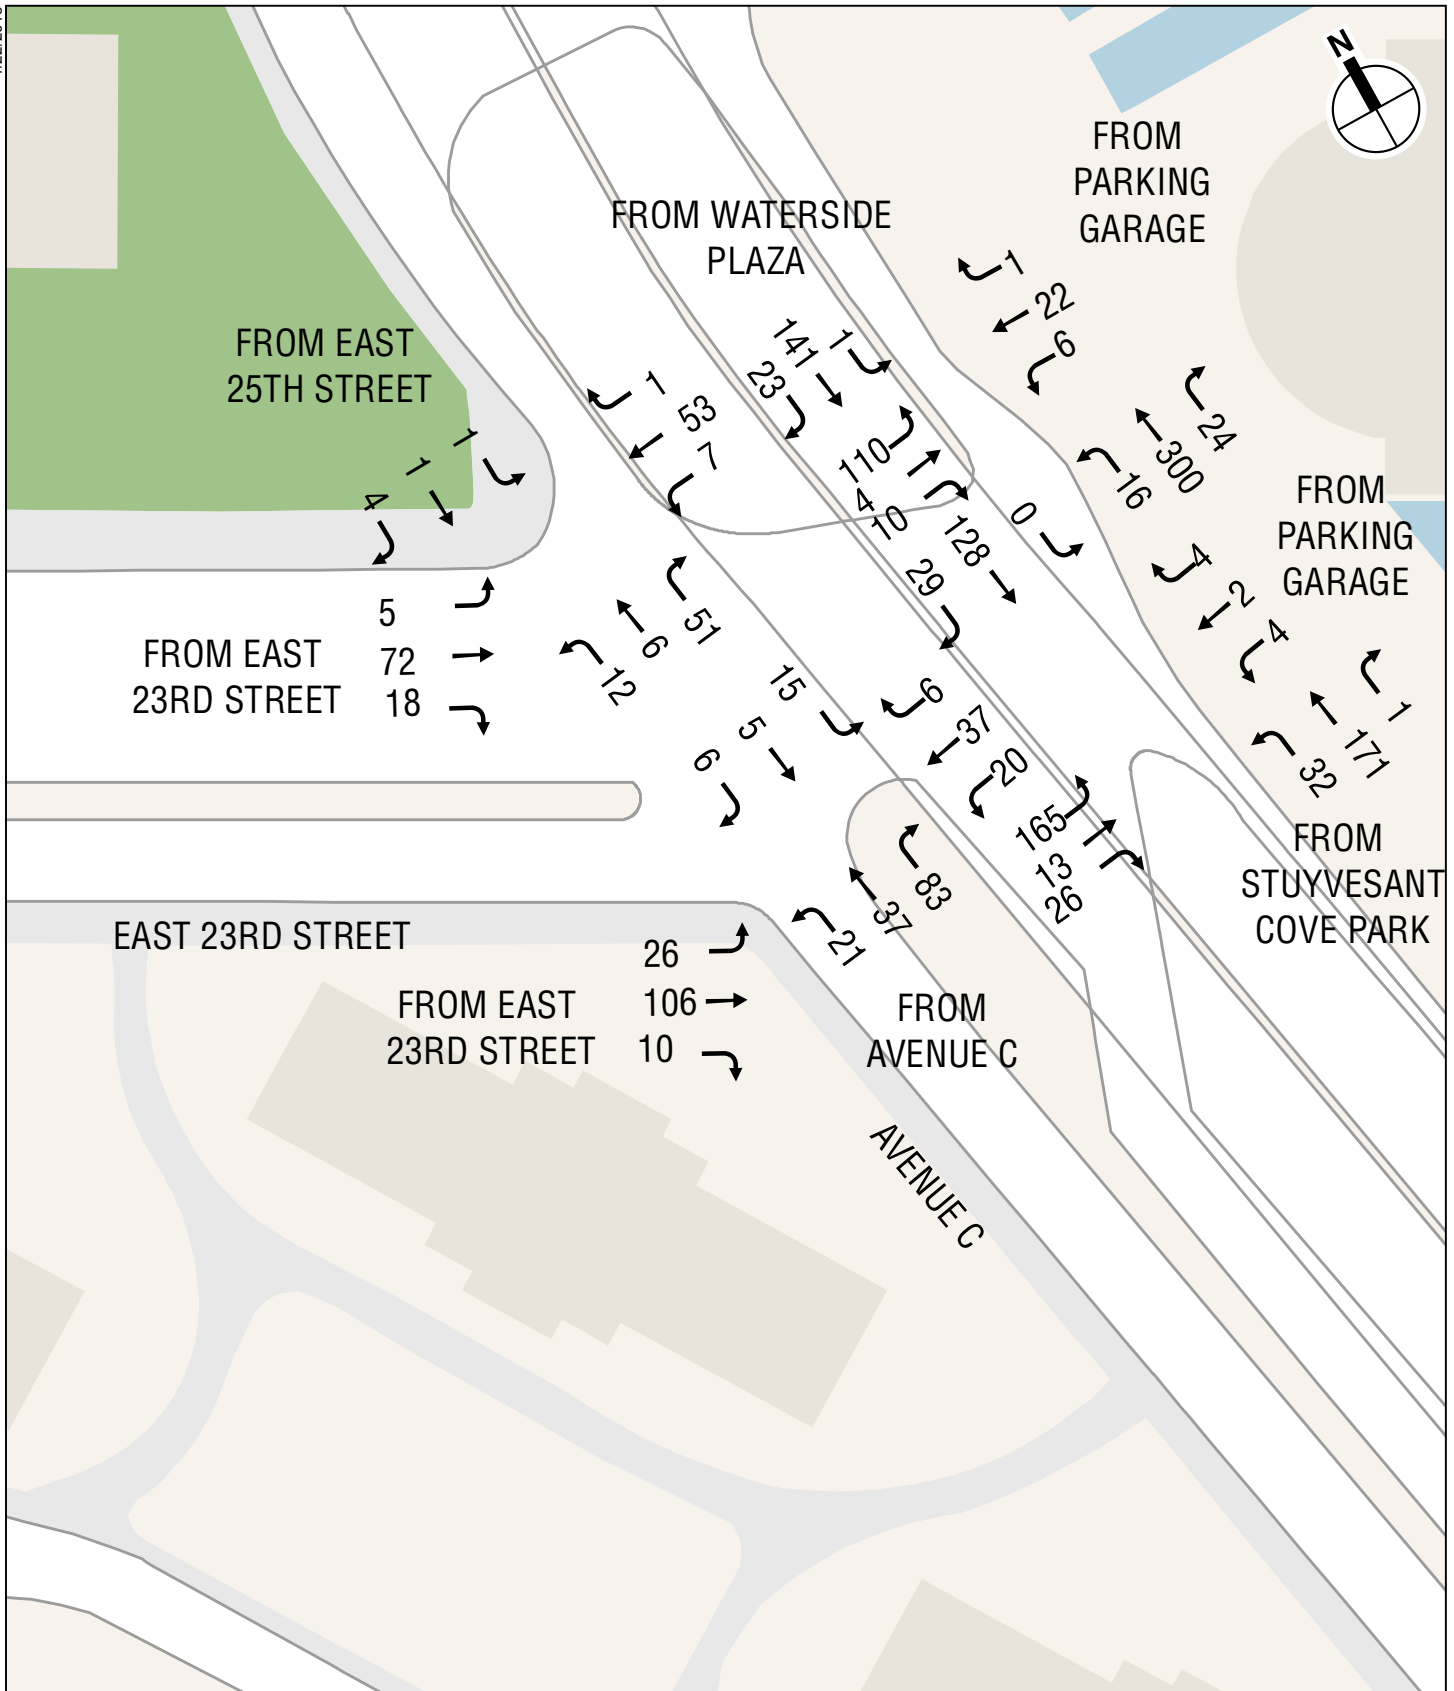 N
FROM
PARKING
GARAGE
FROM WATERSIDE
PLAZA
1
22
6
FROM EAST
25TH STREET
141
1
23
1
53
7
24
300
16
1
1
4
110
4
10
128
0
29
FROM
PARKING
GARAGE
4
2
4
5
FROM EAST
72
23RD STREET
18
51
6
12
15
5
6
6
37
20
1
171
32
165
13
26
83
37
21
FROM
STUYVESANT
COVE PARK
EAST 23RD STREET
26
FROM EAST
106
23RD STREET
10
FROM
AVENUE C
AVENUE C